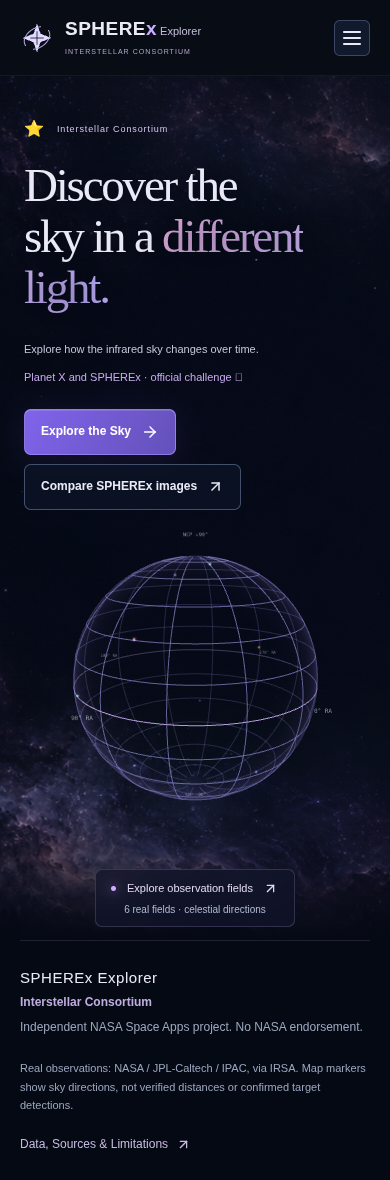 SPHEREx Explorer
INTERSTELLAR CONSORTIUM
Interstellar Consortium
Discover the
sky in a different
light.
Explore how the infrared sky changes over time.
Planet X and SPHEREx · official challenge
Explore the Sky
Compare SPHEREx images
NCP +90°
90° RA
0° RA
Explore observation fields
6 real fields · celestial directions
SPHEREx Explorer
Interstellar Consortium
Independent NASA Space Apps project. No NASA endorsement.
Real observations: NASA / JPL-Caltech / IPAC, via IRSA. Map markers
show sky directions, not verified distances or confirmed target
detections.
Data, Sources & Limitations